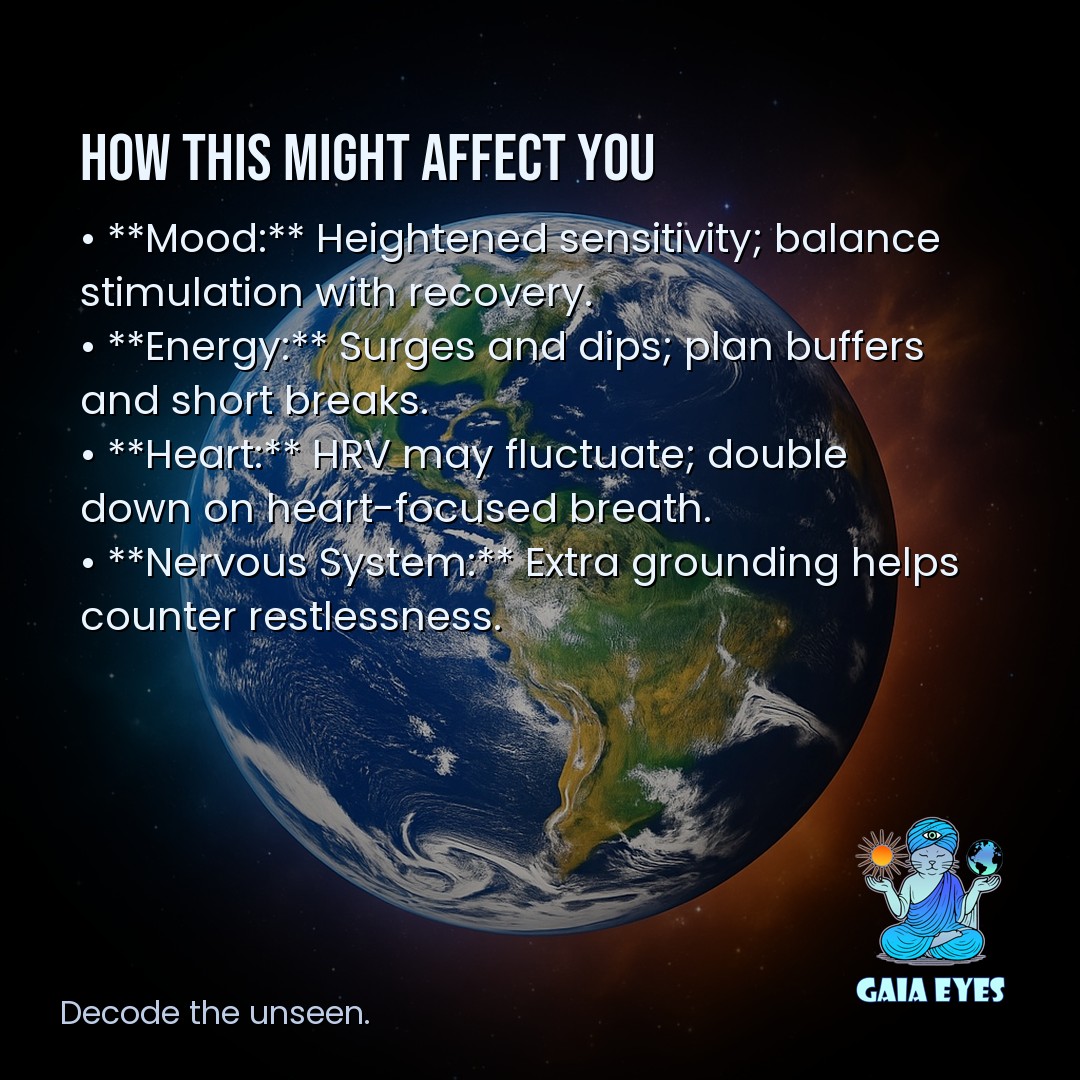 HOW THIS MIGHT AFFECT YOU
• **Mood:** Heightened sensitivity; balance
stimulation with recovery.
• **Energy:** Surges and dips; plan buffers
and short breaks.
• **Heart:** HRV may fluctuate; double
down on heart-focused breath.
• **Nervous System:** Extra grounding helps
counter restlessness.
GAIA EYES
Decode the unseen.